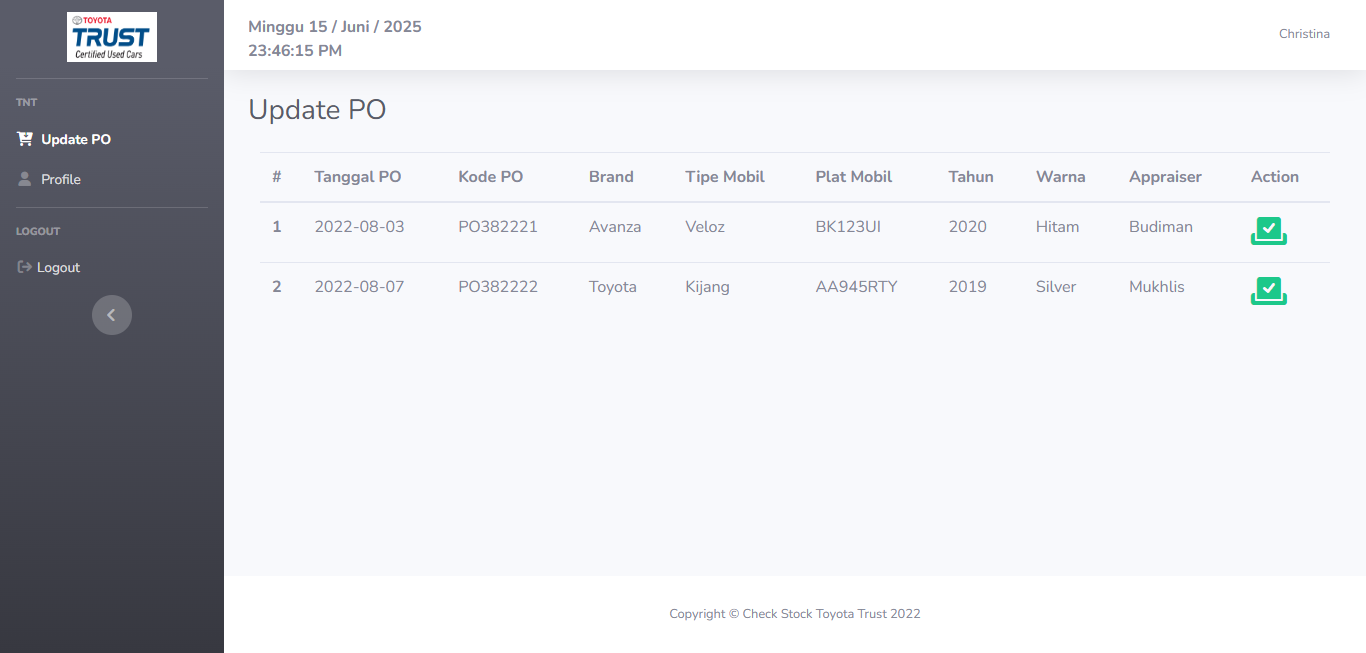 TOYOTA
TRUST
Certified Used Cars
TNT
Update PO
Profile
LOGOUT
Logout
Minggu 15 / Juni / 2025
23:46:15 PM
Christina
Update PO
# Tanggal PO Kode PO Brand Tipe Mobil Plat Mobil Tahun Warna Appraiser Action
1 2022-08-03 PO382221 Avanza Veloz BK123UI 2020 Hitam Budiman
2 2022-08-07 PO382222 Toyota Kijang AA945RTY 2019 Silver Mukhlis
Copyright © Check Stock Toyota Trust 2022